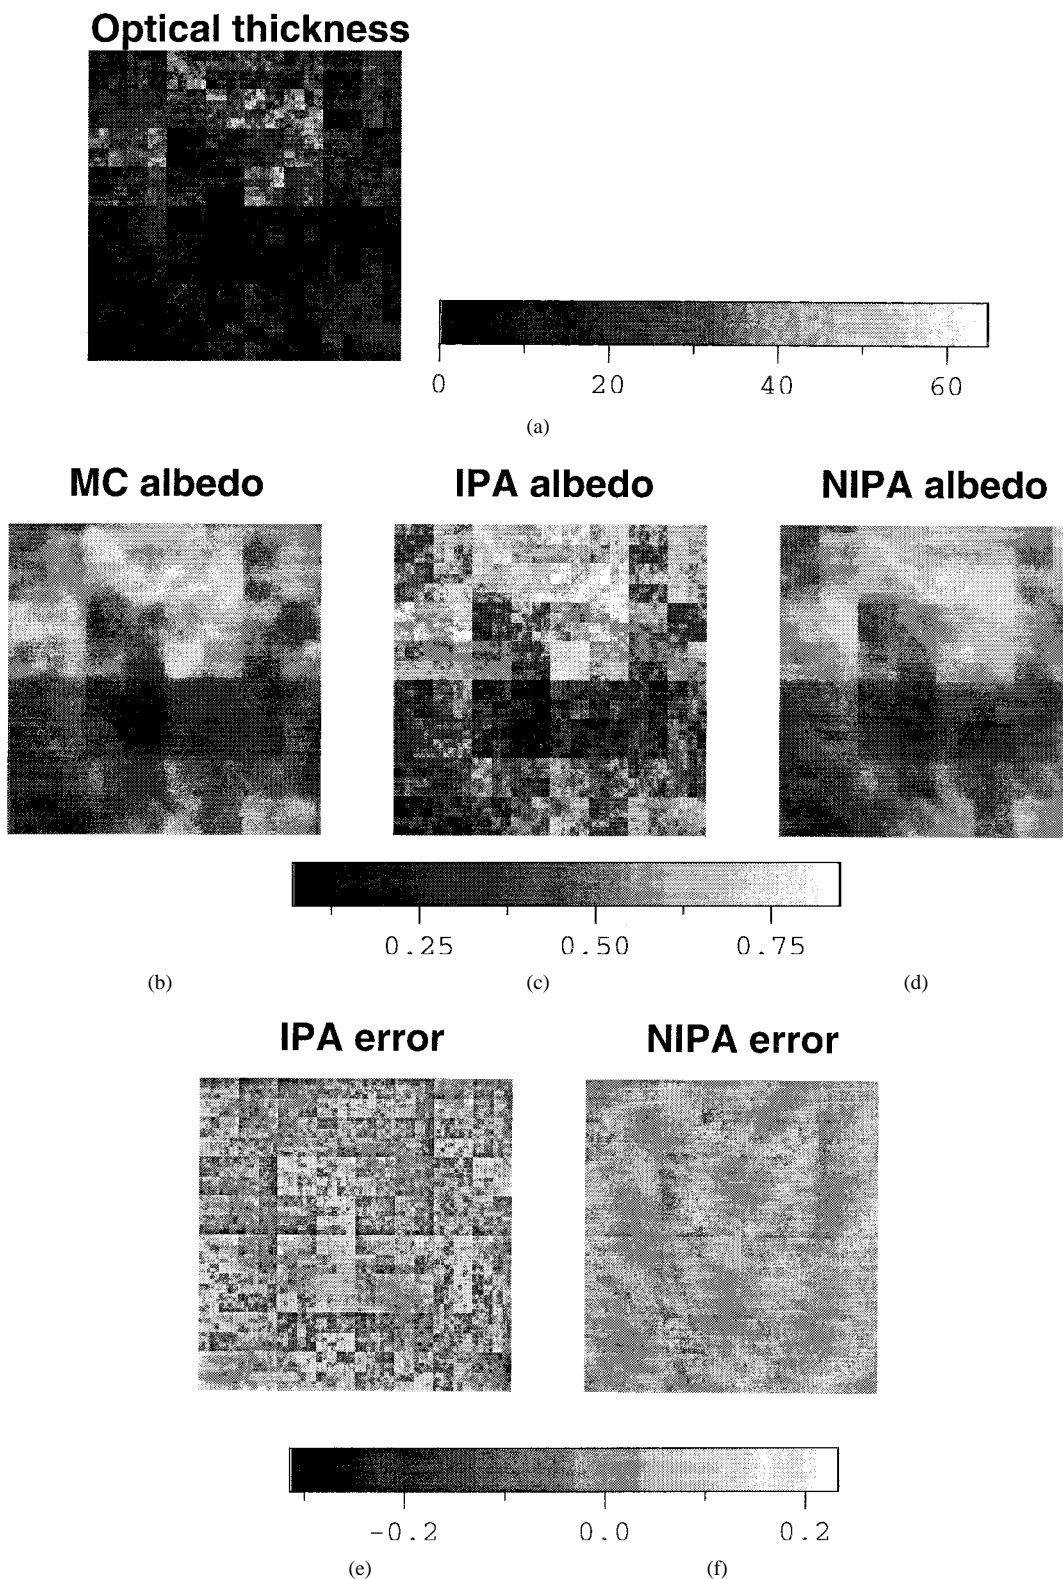 Optical thickness
0 20 40 60
(a)
MC albedo IPA albedo NIPA albedo
0.25 0.50 0.75
(b) (c) (d)
IPA error NIPA error
-0.2 0.0 0.2
(e) (f)